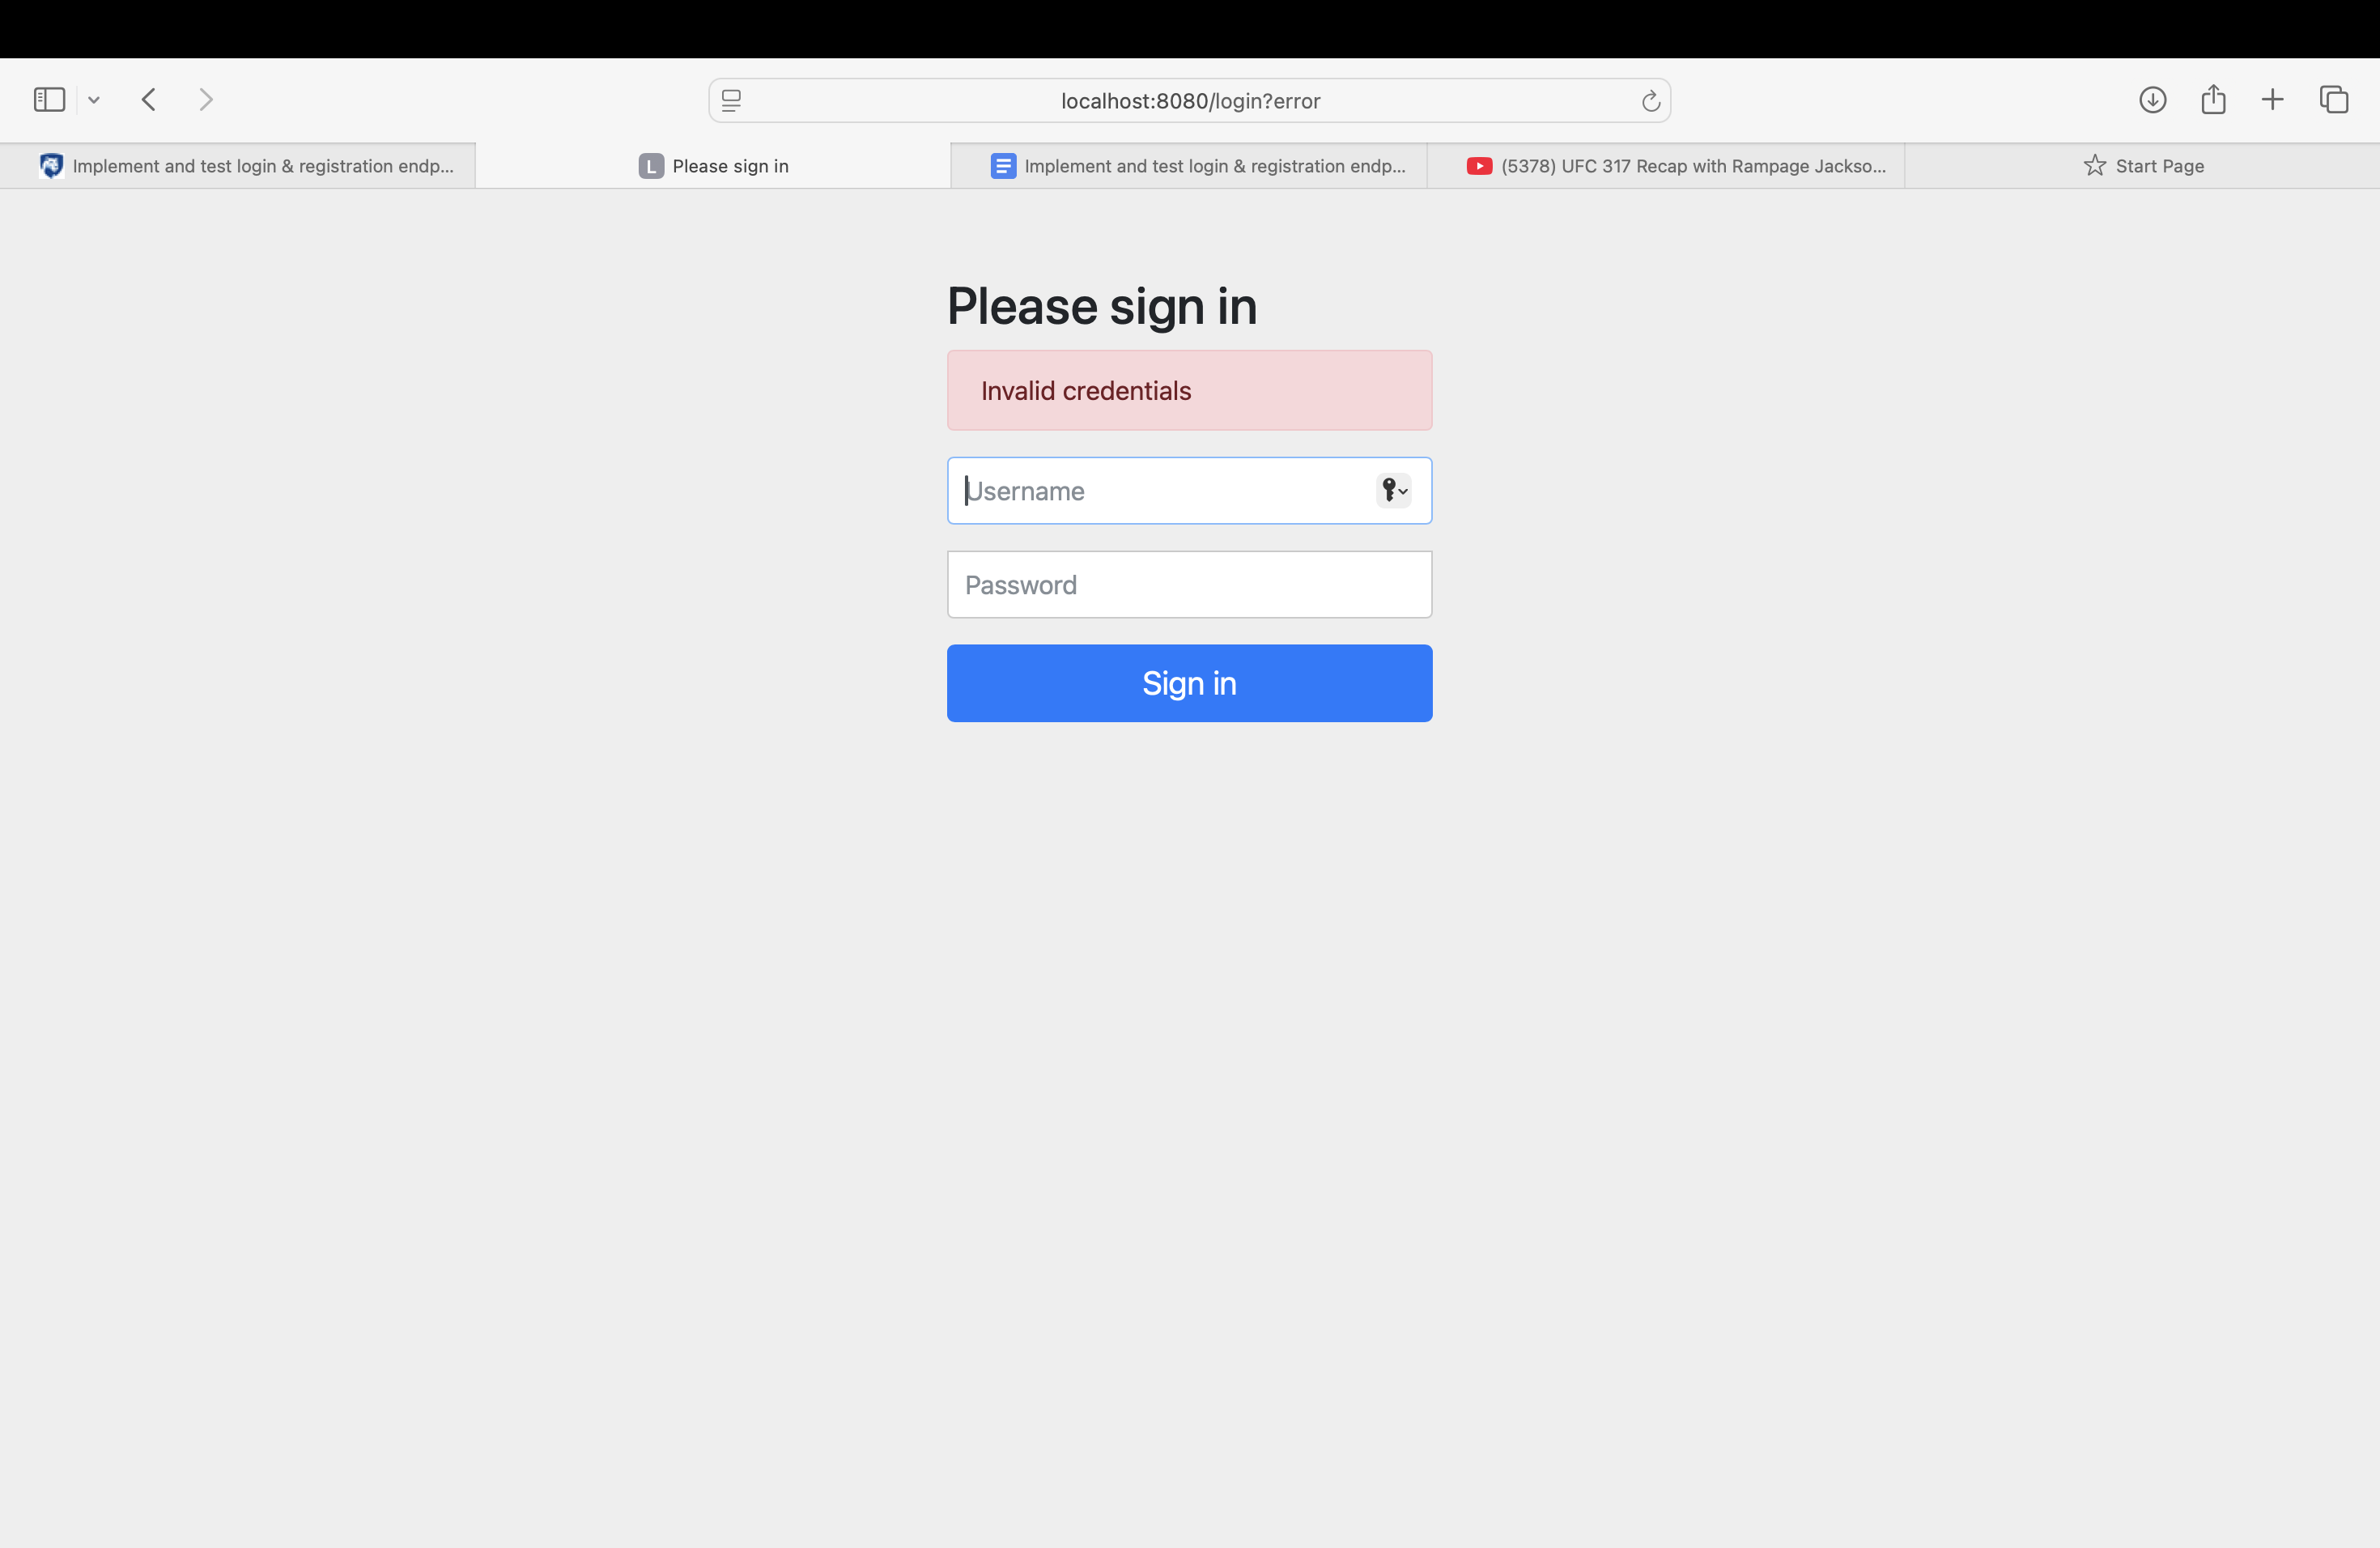 localhost:8080/login?error
Implement and test login & registration endp...
L Please sign in
Implement and test login & registration endp...
(5378) UFC 317 Recap with Rampage Jackso...
Start Page
Please sign in
Invalid credentials
Username
Password
Sign in